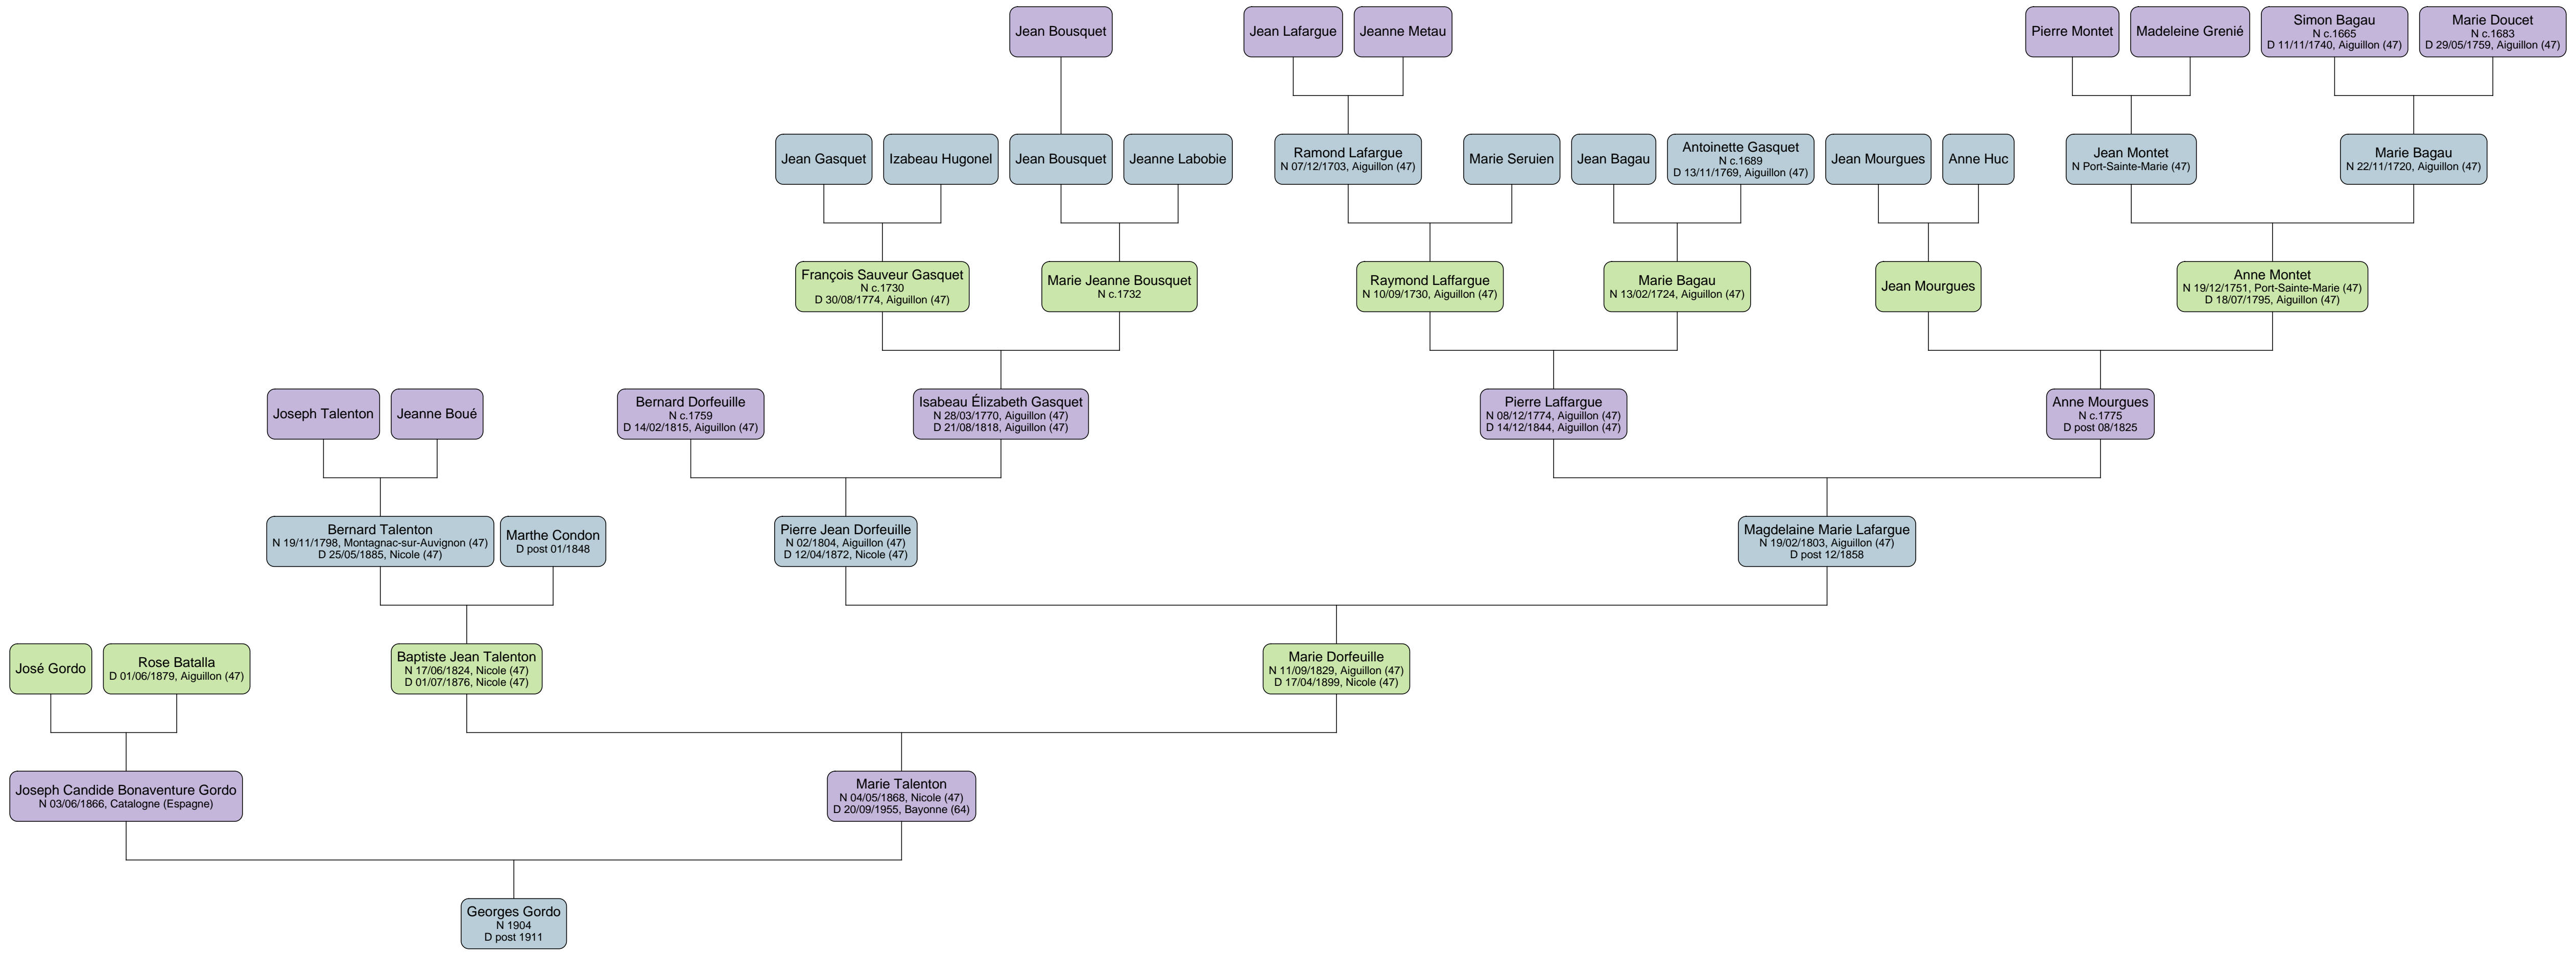 Jean Bousquet
Jean Lafargue
Jeanne Metau
Pierre Montet
Madeleine Grenié
Simon Bagau
N c.1665
D 11/11/1740, Aiguillon (47)
Marie Doucet
N c.1683
D 29/05/1759, Aiguillon (47)
Jean Gasquet
Izabeau Hugonel
Jean Bousquet
Jeanne Labobie
Ramond Lafargue
N 07/12/1703, Aiguillon (47)
Marie Seruien
Jean Bagau
Antoinette Gasquet
N c.1689
D 13/11/1769, Aiguillon (47)
Jean Mourgues
Anne Huc
Jean Montet
N Port-Sainte-Marie (47)
Marie Bagau
N 22/11/1720, Aiguillon (47)
François Sauveur Gasquet
N c.1730
D 30/08/1774, Aiguillon (47)
Marie Jeanne Bousquet
N c.1732
Raymond Laffargue
N 10/09/1730, Aiguillon (47)
Marie Bagau
N 13/02/1724, Aiguillon (47)
Jean Mourgues
Anne Montet
N 19/12/1751, Port-Sainte-Marie (47)
D 18/07/1795, Aiguillon (47)
Joseph Talenton
Jeanne Boué
Bernard Dorfeuille
N c.1759
D 14/02/1815, Aiguillon (47)
Isabeau Élizabeth Gasquet
N 28/03/1770, Aiguillon (47)
D 21/08/1818, Aiguillon (47)
Pierre Laffargue
N 08/12/1774, Aiguillon (47)
D 14/12/1844, Aiguillon (47)
Anne Mourgues
N c.1775
D post 08/1825
Bernard Talenton
N 19/11/1798, Montagnac-sur-Auvignon (47)
D 25/05/1885, Nicole (47)
Marthe Condon
D post 01/1848
Pierre Jean Dorfeuille
N 02/1804, Aiguillon (47)
D 12/04/1872, Nicole (47)
Magdelaine Marie Lafargue
N 19/02/1803, Aiguillon (47)
D post 12/1858
José Gordo
Rose Batalla
D 01/06/1879, Aiguillon (47)
Baptiste Jean Talenton
N 17/06/1824, Nicole (47)
D 01/07/1876, Nicole (47)
Marie Dorfeuille
N 11/09/1829, Aiguillon (47)
D 17/04/1899, Nicole (47)
Joseph Candide Bonaventure Gordo
N 03/06/1866, Catalogne (Espagne)
Marie Talenton
N 04/05/1868, Nicole (47)
D 20/09/1955, Bayonne (64)
Georges Gordo
N 1904
D post 1911